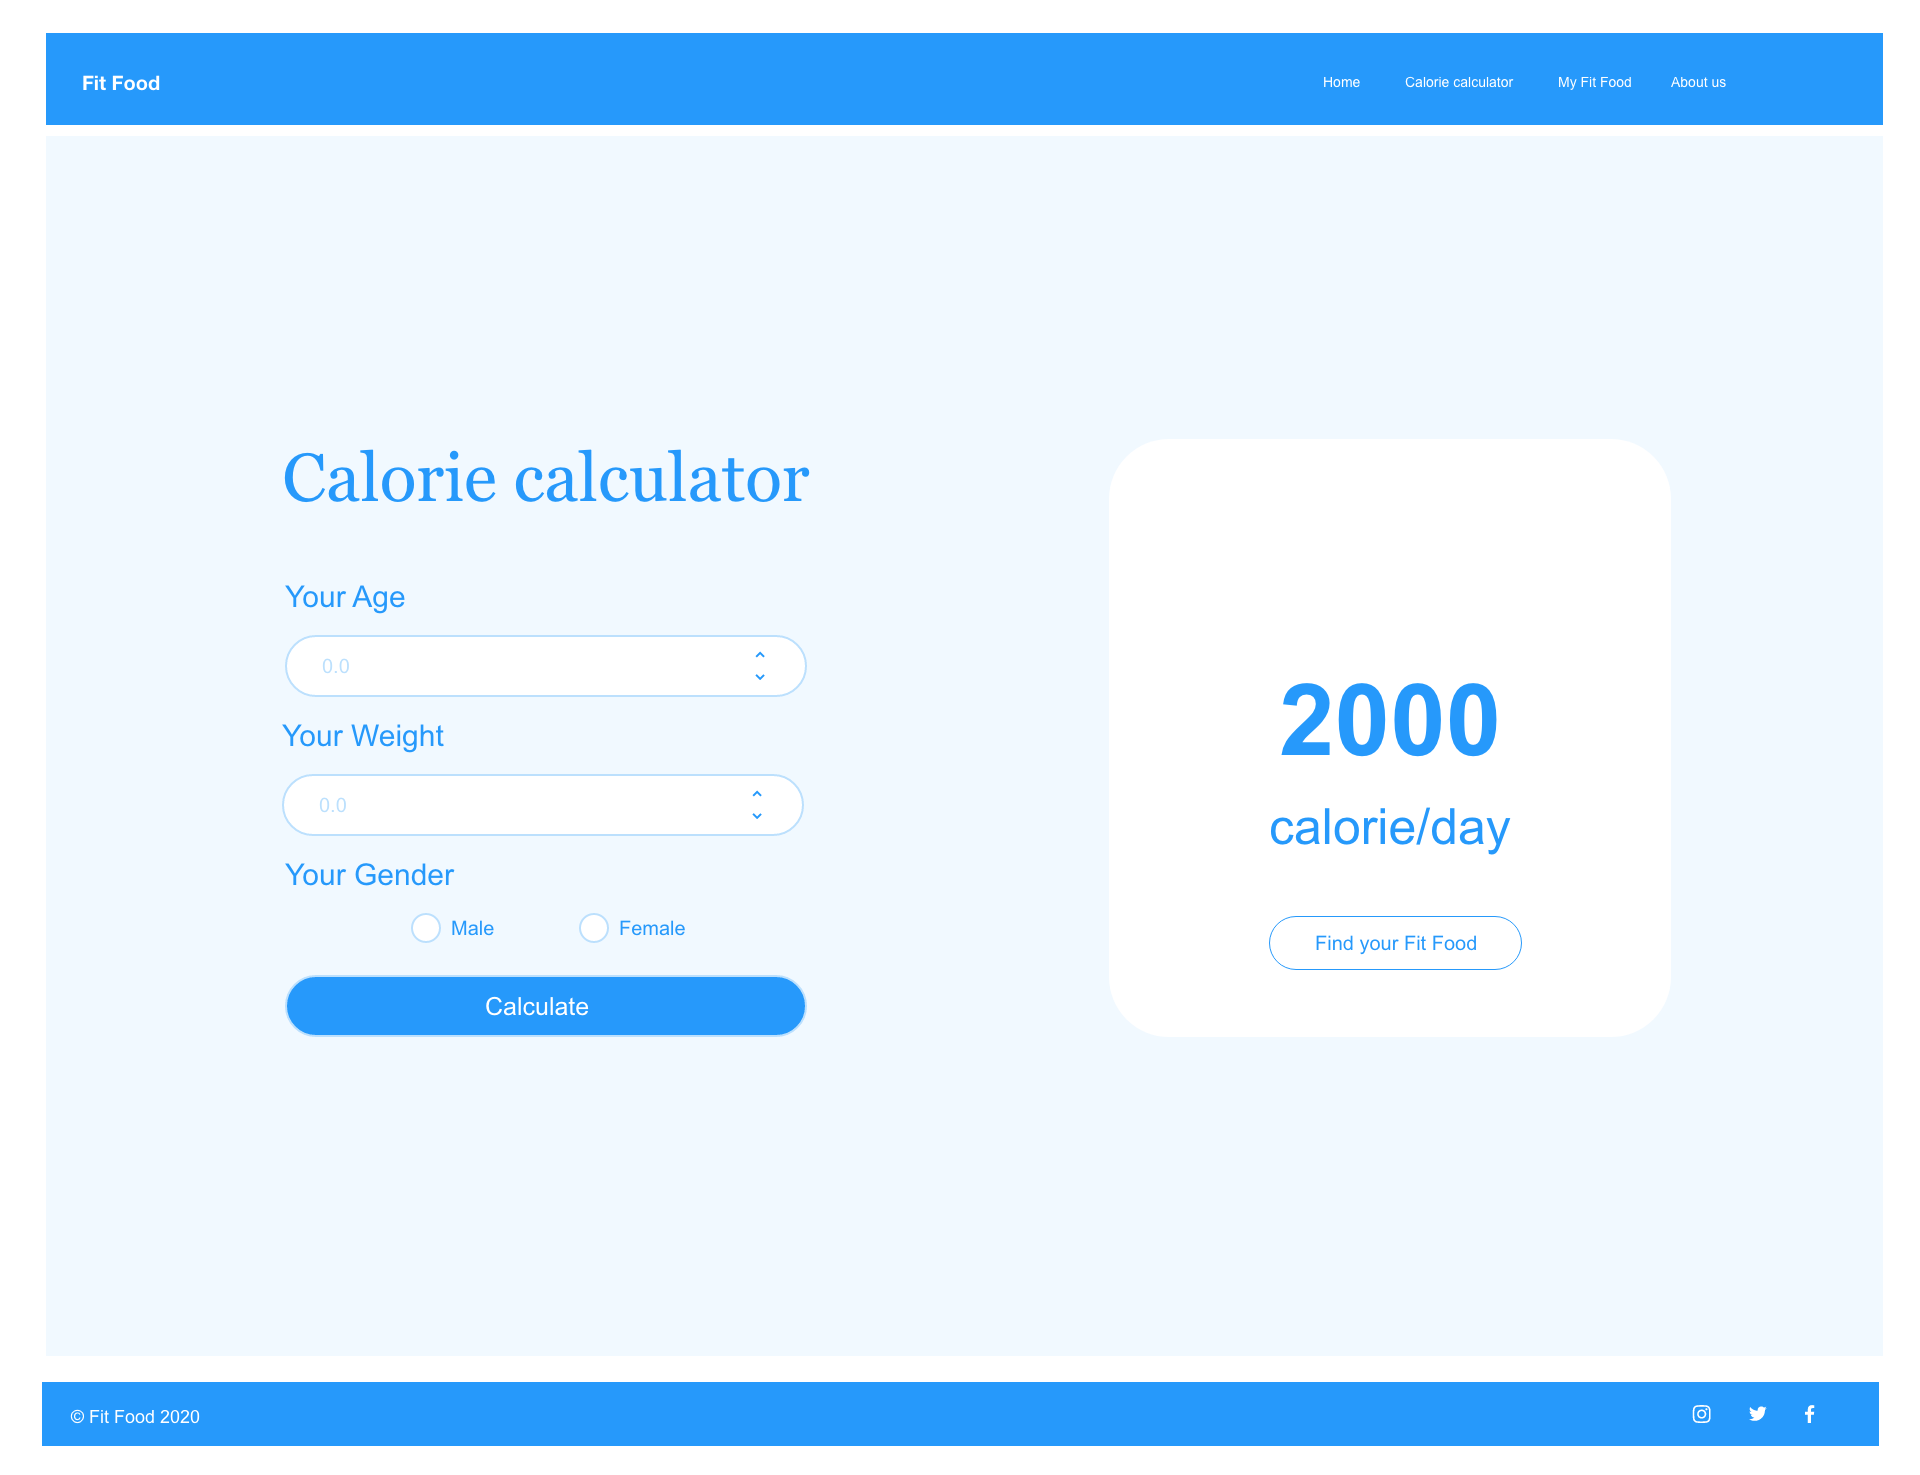 Fit Food
Home
Calorie calculator
My Fit Food
About us
Calorie calculator
Your Age
0.0
Your Weight
0.0
Your Gender
Male
Female
Calculate
2000
calorie/day
Find your Fit Food
© Fit Food 2020